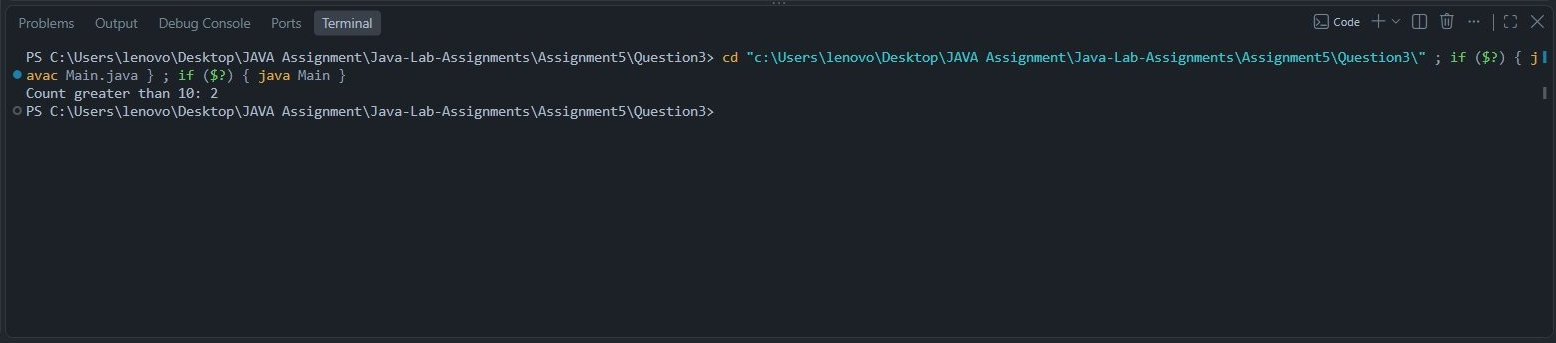 Problems Output Debug Console Ports Terminal Code
PS C:\Users\lenovo\Desktop\JAVA Assignment\Java-Lab-Assignments\Assignment5\Question3> cd "c:\Users\lenovo\Desktop\JAVA Assignment\Java-Lab-Assignments\Assignment5\Question3\" ; if ($?) { j
avac Main.java } ; if ($?) { java Main }
Count greater than 10: 2
PS C:\Users\lenovo\Desktop\JAVA Assignment\Java-Lab-Assignments\Assignment5\Question3>